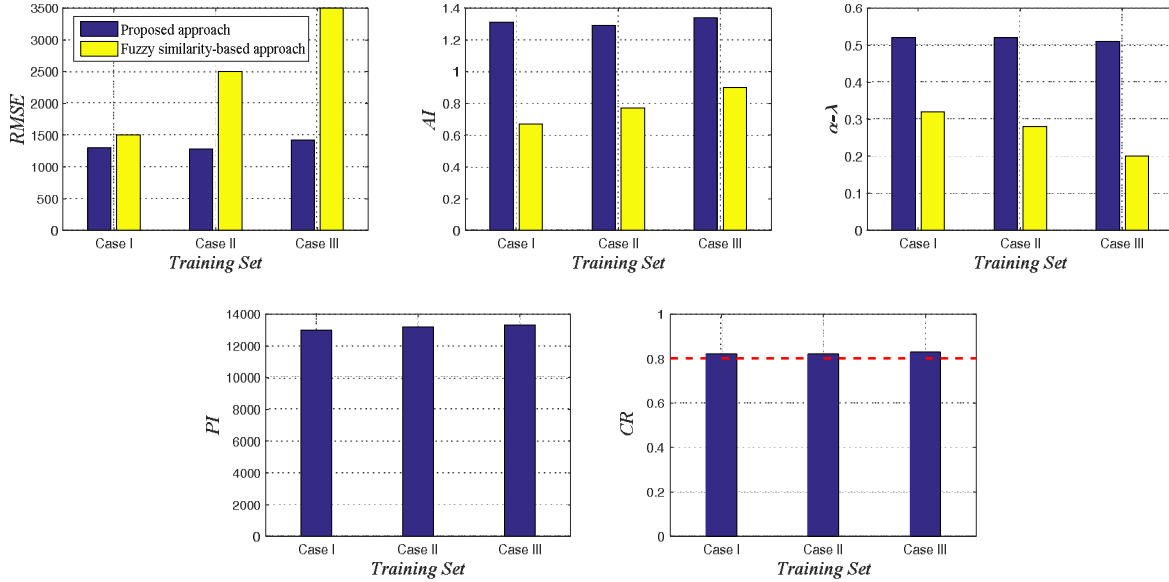 3500
3000
2500
2000
1500
1000
500
0
RMSE
Proposed approach
Fuzzy similarity-based approach
Case I Case II Case III
Training Set
1.4
1.2
1
0.8
0.6
0.4
0.2
0
AI
Case I Case II Case III
Training Set
0.6
0.5
0.4
0.3
0.2
0.1
0
α-λ
Case I Case II Case III
Training Set
14000
12000
10000
8000
6000
4000
2000
0
PI
Case I Case II Case III
Training Set
1
0.8
0.6
0.4
0.2
0
CR
Case I Case II Case III
Training Set